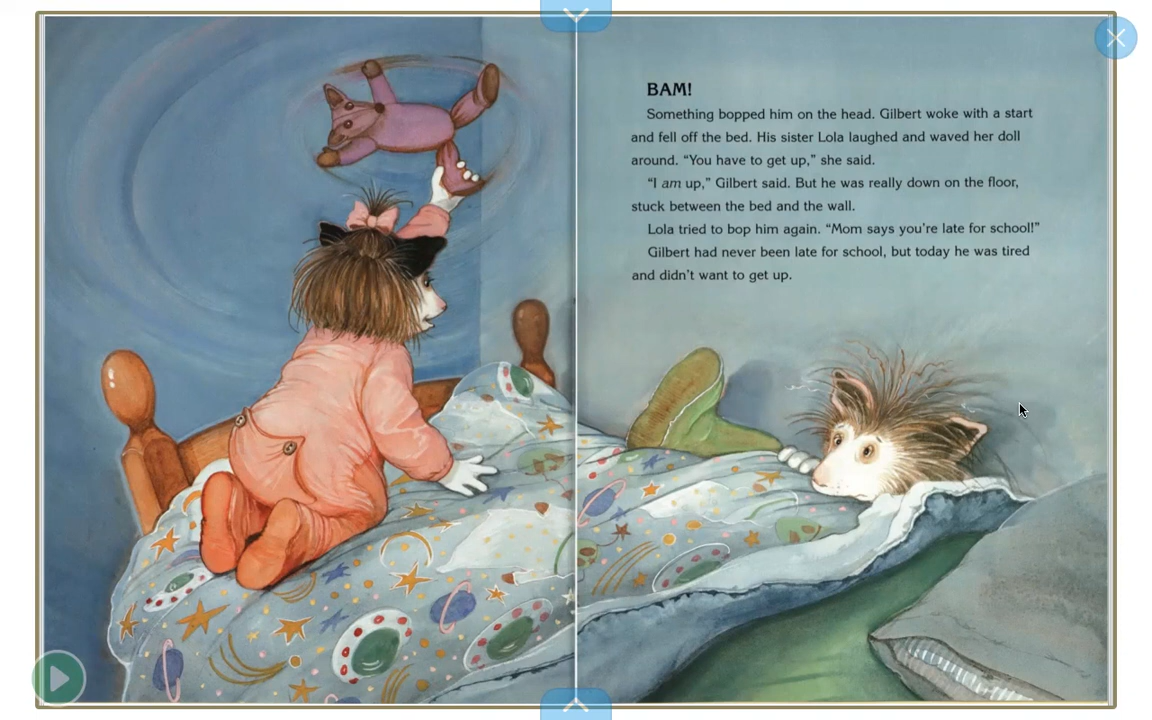 BAM!
Something bopped him on the head. Gilbert woke with a start
and fell off the bed. His sister Lola laughed and waved her doll
around. “You have to get up,” she said.
“I am up,” Gilbert said. But he was really down on the floor,
stuck between the bed and the wall.
Lola tried to bop him again. “Mom says you’re late for school!”
Gilbert had never been late for school, but today he was tired
and didn’t want to get up.